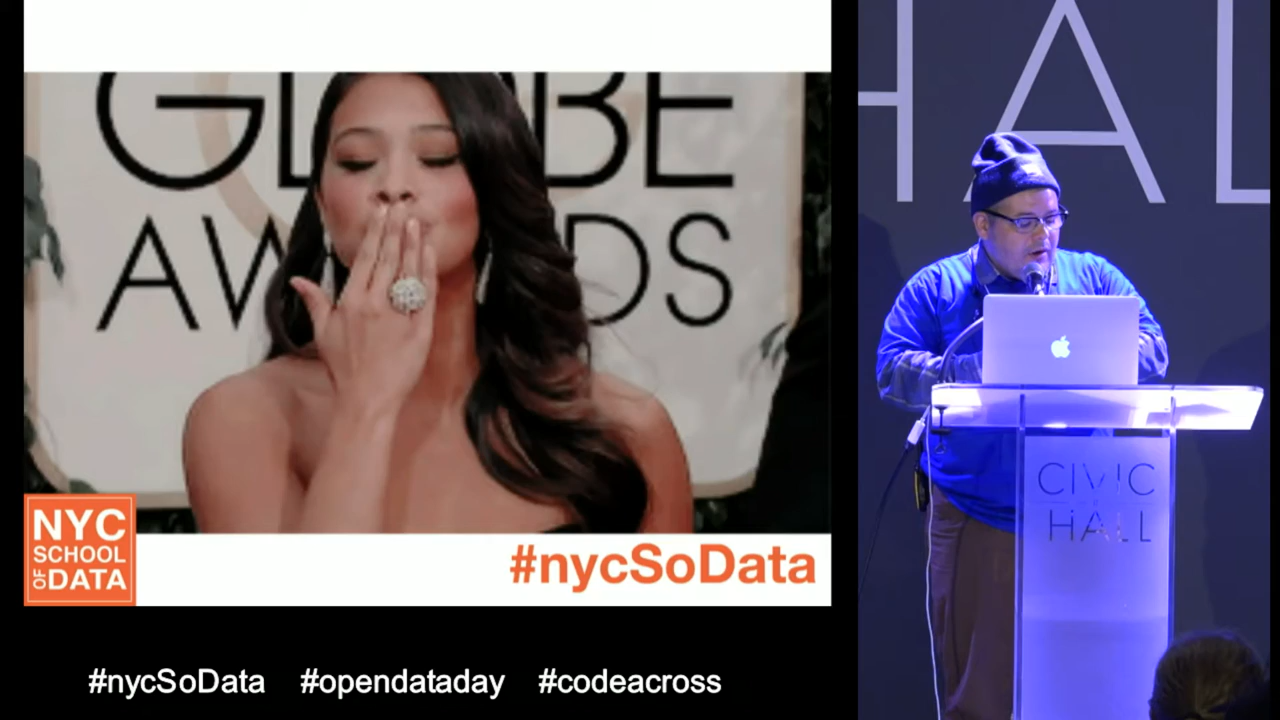 GLOBE
AWARDS
NYC
SCHOOL
OF DATA
#nycSoData
#nycSoData #opendataday #codeacross
HAL
CIVIC
HALL